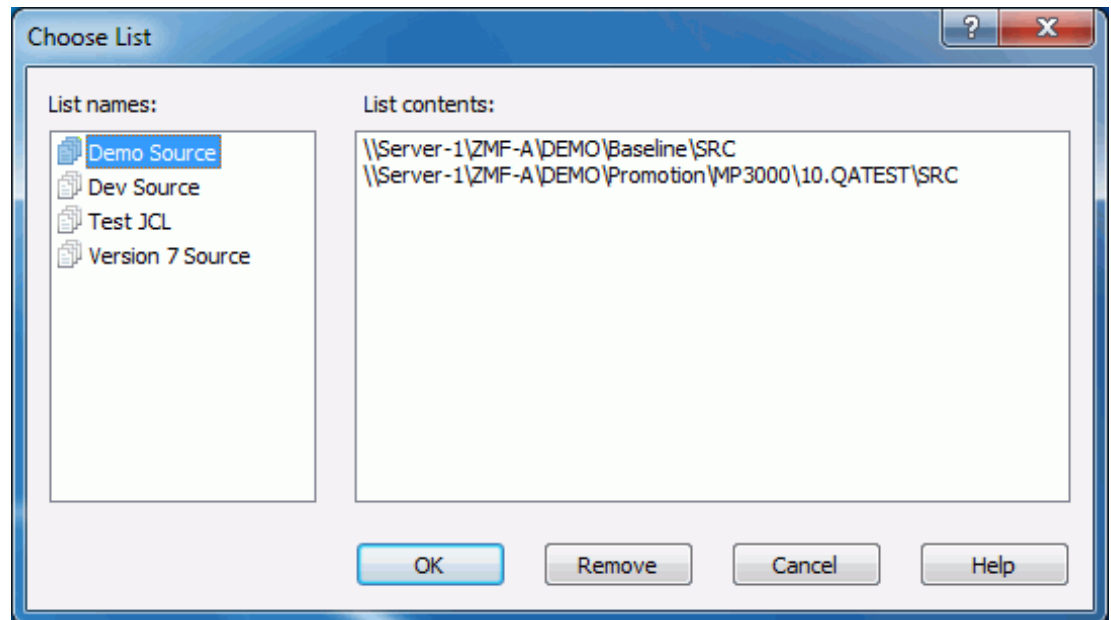 Choose List
?
X
List names:
List contents:
Demo Source
Dev Source
Test JCL
Version 7 Source
\\Server-1\ZMF-A\DEMO\Baseline\SRC
\\Server-1\ZMF-A\DEMO\Promotion\MP3000\10.QATEST\SRC
OK
Remove
Cancel
Help